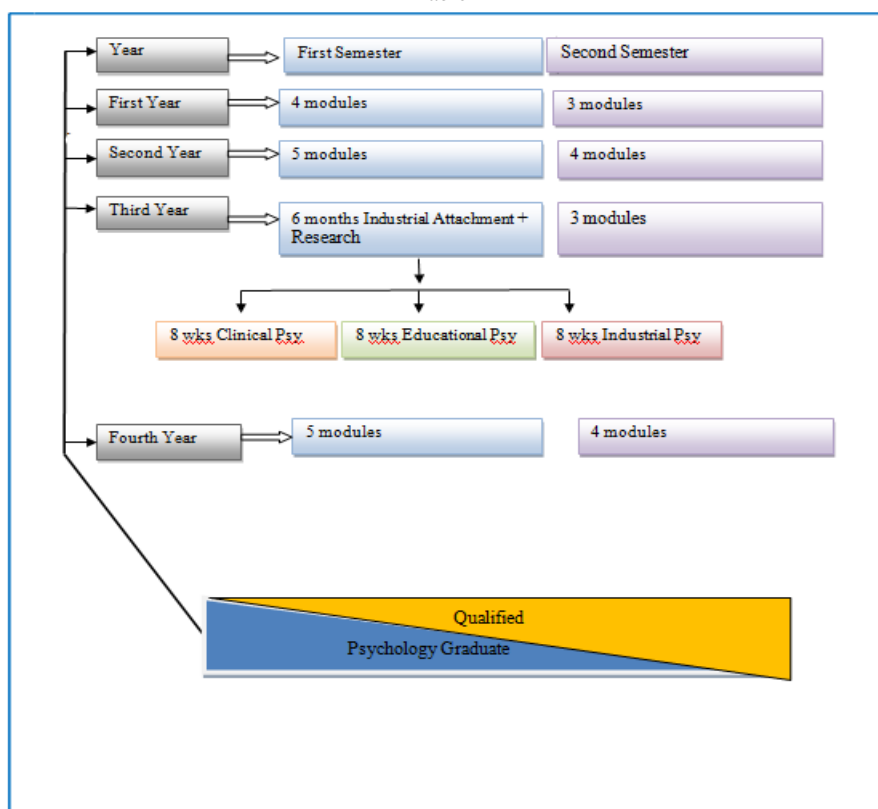 Year
First Semester
Second Semester
First Year
4 modules
3 modules
Second Year
5 modules
4 modules
Third Year
6 months Industrial Attachment +
Research
3 modules
8 wks Clinical Psy
8 wks Educational Psy
8 wks Industrial Psy
Fourth Year
5 modules
4 modules
Qualified
Psychology Graduate